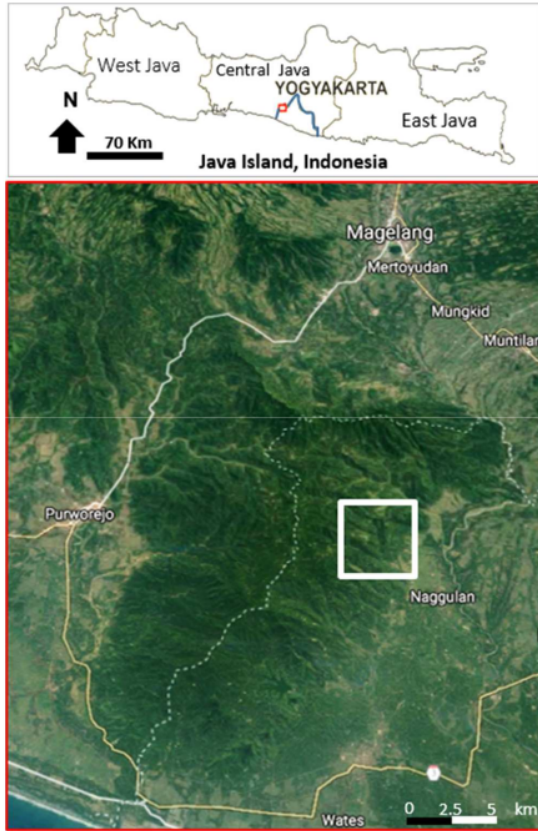 West Java
Central Java
YOGYAKARTA
East Java
N
70 Km
Java Island, Indonesia
Magelang
Mertoyudan
Mungkid
Muntilan
Purworejo
Naggulan
Wates
0 2.5 5 km